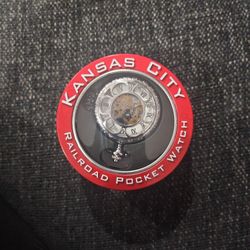 KANSAS CITY
RAILROAD POCKET WATCH